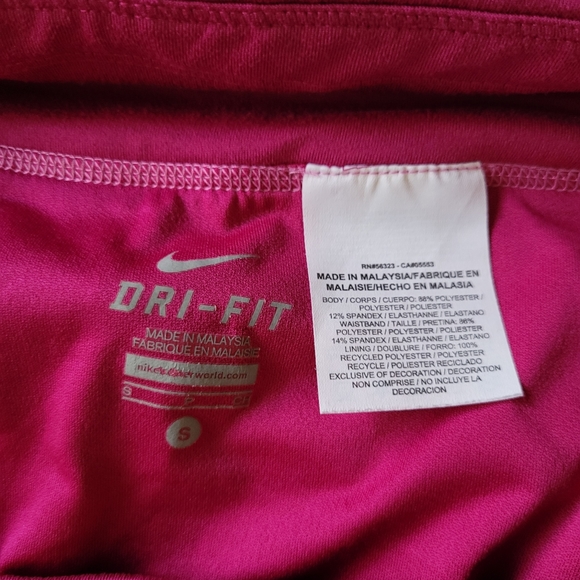 DRI-FIT
MADE IN MALAYSIA
FABRIQUE EN MALAISIE
S
S
RN#56323 - CA#05553
MADE IN MALAYSIA/FABRIQUE EN
MALAISIE/HECHO EN MALASIA
BODY / CORPS / CUERPO: 88% POLYESTER /
POLYESTER / POLIESTER
12% SPANDEX / ELASTHANNE / ELASTANO
WAISTBAND / TAILLE / PRETINA: 86%
POLYESTER / POLYESTER / POLIESTER
14% SPANDEX / ELASTHANNE / ELASTANO
LINING / DOUBLURE / FORRO: 100%
RECYCLED POLYESTER / POLYESTER
RECYCLE / POLIESTER RECICLADO
EXCLUSIVE OF DECORATION / DECORATION
NON COMPRISE / NO INCLUYE LA
DECORACION